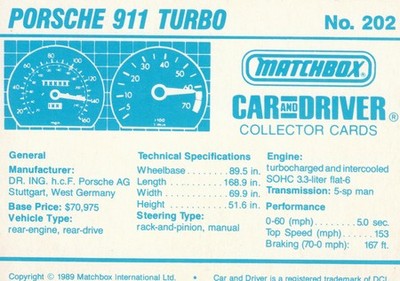 PORSCHE 911 TURBO
No. 202
MATCHBOX
CAR AND DRIVER®
COLLECTOR CARDS
General
Manufacturer:
DR. ING. h.c.F. Porsche AG
Stuttgart, West Germany
Base Price: $70,975
Vehicle Type:
rear-engine, rear-drive
Technical Specifications
Wheelbase . . . . . . . . . 89.5 in.
Length . . . . . . . . . . . 168.9 in.
Width . . . . . . . . . . . . . 69.9 in.
Height . . . . . . . . . . . . 51.6 in.
Steering Type:
rack-and-pinion, manual
Engine:
turbocharged and intercooled
SOHC 3.3-liter flat-6
Transmission: 5-sp man
Performance
0-60 (mph) . . . . . . . . 5.0 sec.
Top Speed (mph) . . . . . 153
Braking (70-0 mph): 167 ft.
Copyright © 1989 Matchbox International Ltd. • Car and Driver is a registered trademark of DCI